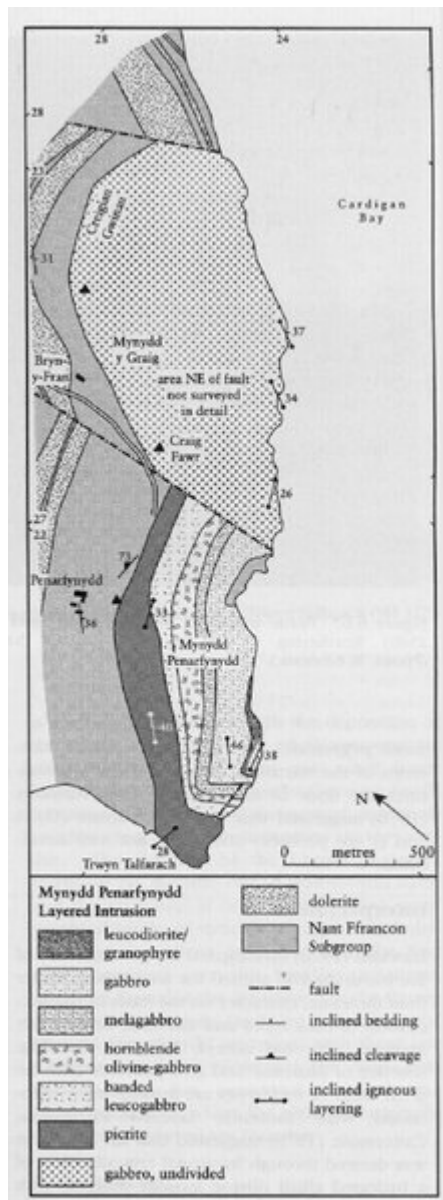 28
24
28
23
Cardigan
Bay
Creigiau
Gwinau
31
37
Mynydd
y Graig
Bryn-
y-Fran
area NE of fault
not surveyed
in detail
34
Craig
Fawr
26
27
22
72
Penarfynydd
36
33
Mynydd
Penarfynydd
46
38
N
28
Trwyn Talfarach
0 metres 500
Mynydd Penarfynydd
Layered Intrusion
leucodiorite/
granophyre
gabbro
melagabbro
hornblende
olivine-gabbro
banded
leucogabbro
picrite
gabbro, undivided
dolerite
Nant Ffrancon
Subgroup
fault
inclined bedding
inclined cleavage
inclined igneous
layering